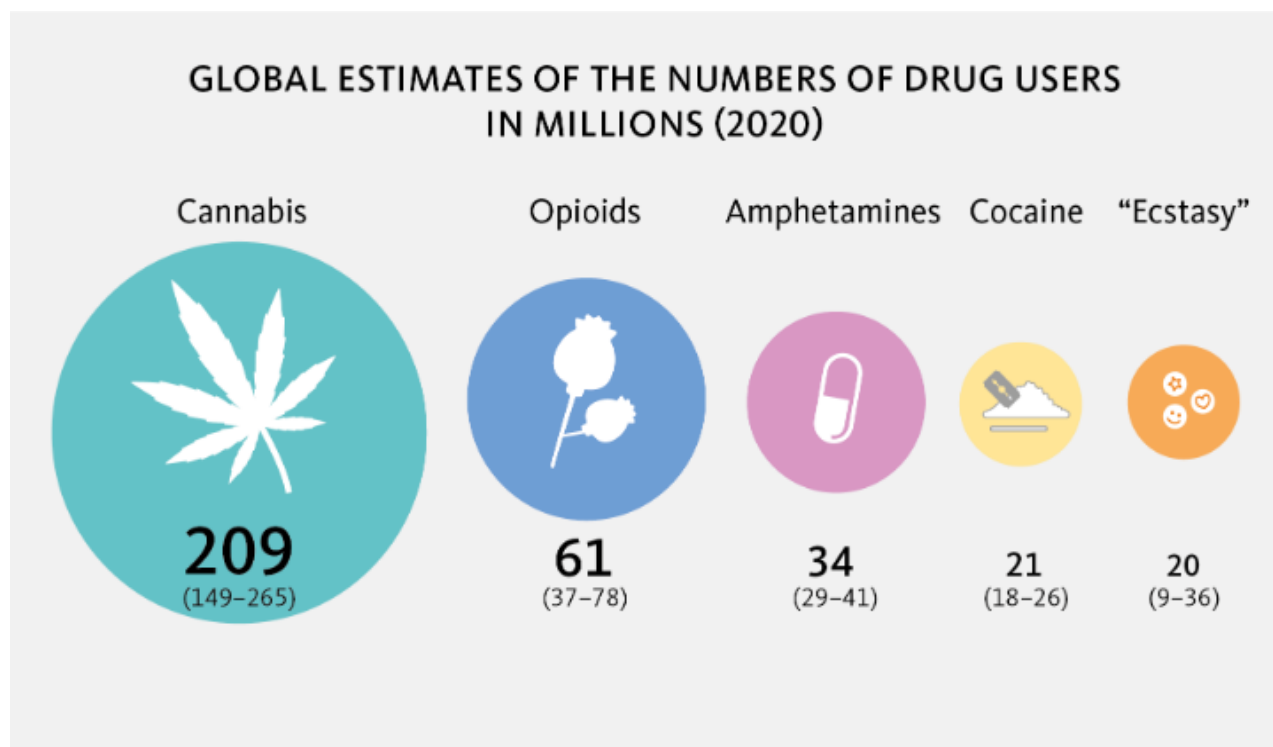 GLOBAL ESTIMATES OF THE NUMBERS OF DRUG USERS
IN MILLIONS (2020)
Cannabis
Opioids
Amphetamines
Cocaine
“Ecstasy”
209
(149–265)
61
(37–78)
34
(29–41)
21
(18–26)
20
(9–36)